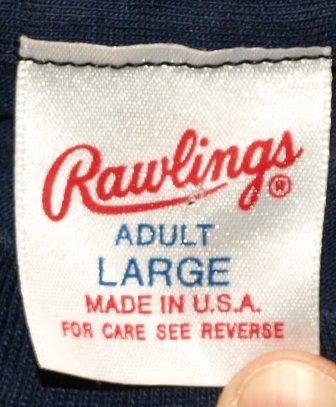 Rawlings®
ADULT
LARGE
MADE IN U.S.A.
FOR CARE SEE REVERSE